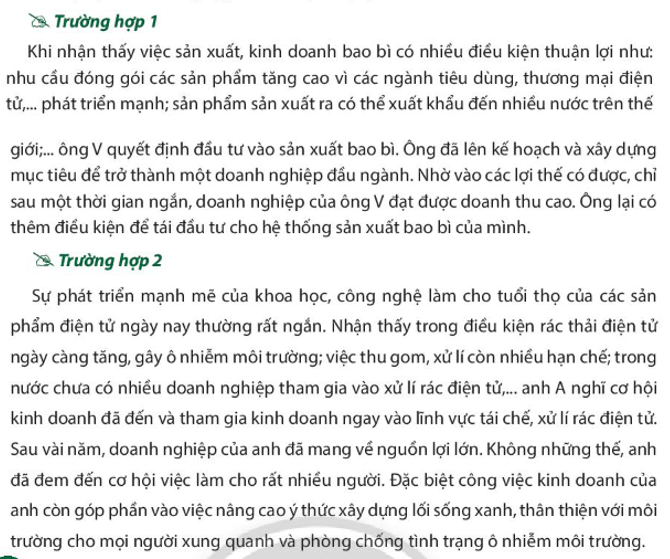 Trường hợp 1
Khi nhận thấy việc sản xuất, kinh doanh bao bì có nhiều điều kiện thuận lợi như:
nhu cầu đóng gói các sản phẩm tăng cao vì các ngành tiêu dùng, thương mại điện
tử,... phát triển mạnh; sản phẩm sản xuất ra có thể xuất khẩu đến nhiều nước trên thế
giới;... ông V quyết định đầu tư vào sản xuất bao bì. Ông đã lên kế hoạch và xây dựng
mục tiêu để trở thành một doanh nghiệp đầu ngành. Nhờ vào các lợi thế có được, chỉ
sau một thời gian ngắn, doanh nghiệp của ông V đạt được doanh thu cao. Ông lại có
thêm điều kiện để tái đầu tư cho hệ thống sản xuất bao bì của mình.
Trường hợp 2
Sự phát triển mạnh mẽ của khoa học, công nghệ làm cho tuổi thọ của các sản
phẩm điện tử ngày nay thường rất ngắn. Nhận thấy trong điều kiện rác thải điện tử
ngày càng tăng, gây ô nhiễm môi trường; việc thu gom, xử lí còn nhiều hạn chế; trong
nước chưa có nhiều doanh nghiệp tham gia vào xử lí rác điện tử,... anh A nghĩ cơ hội
kinh doanh đã đến và tham gia kinh doanh ngay vào lĩnh vực tái chế, xử lí rác điện tử.
Sau vài năm, doanh nghiệp của anh đã mang về nguồn lợi lớn. Không những thế, anh
đã đem đến cơ hội việc làm cho rất nhiều người. Đặc biệt công việc kinh doanh của
anh còn góp phần vào việc nâng cao ý thức xây dựng lối sống xanh, thân thiện với môi
trường cho mọi người xung quanh và phòng chống tình trạng ô nhiễm môi trường.